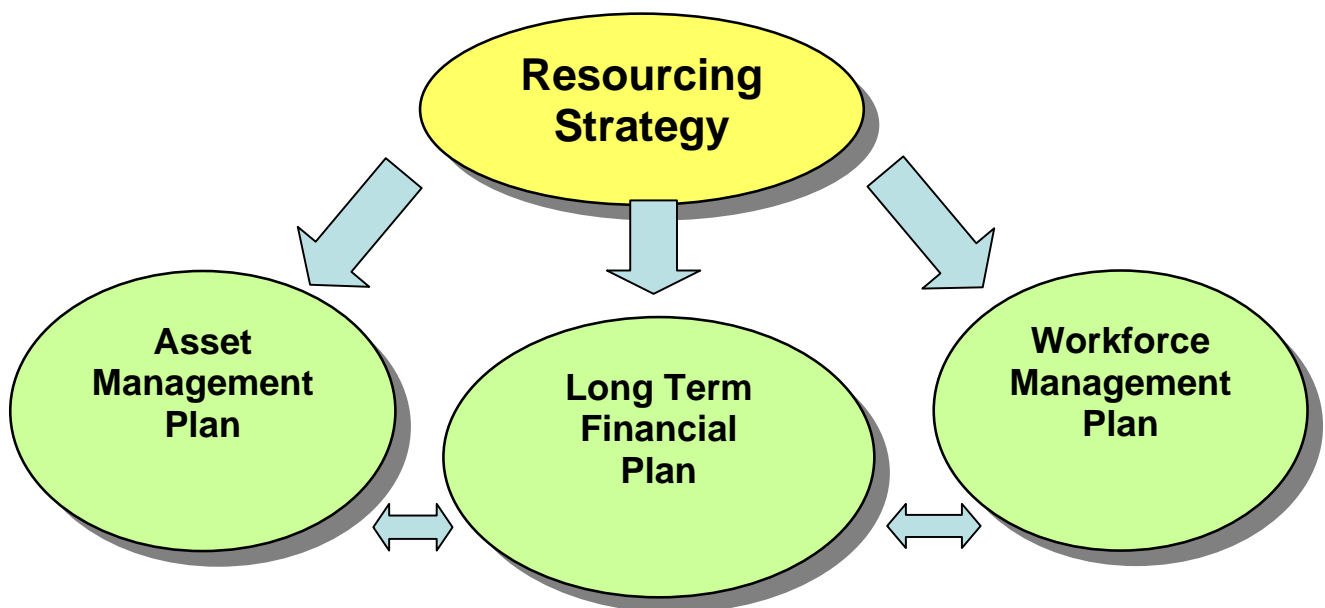 Resourcing
Strategy
Asset
Management
Plan
Long Term
Financial
Plan
Workforce
Management
Plan